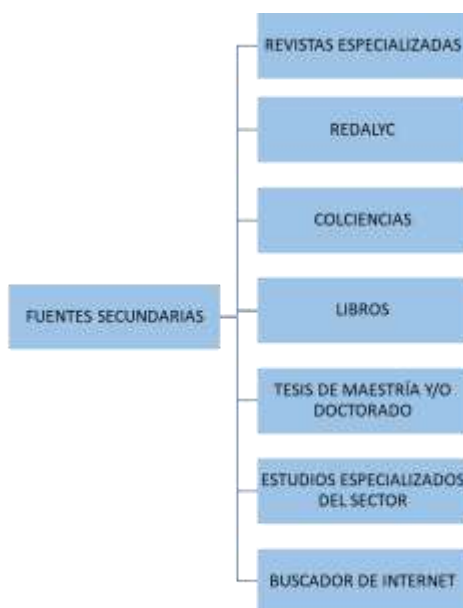 REVISTAS ESPECIALIZADAS
REDALYC
COLCIENCIAS
FUENTES SECUNDARIAS
LIBROS
TESIS DE MAESTRÍA Y/O
DOCTORADO
ESTUDIOS ESPECIALIZADOS
DEL SECTOR
BUSCADOR DE INTERNET